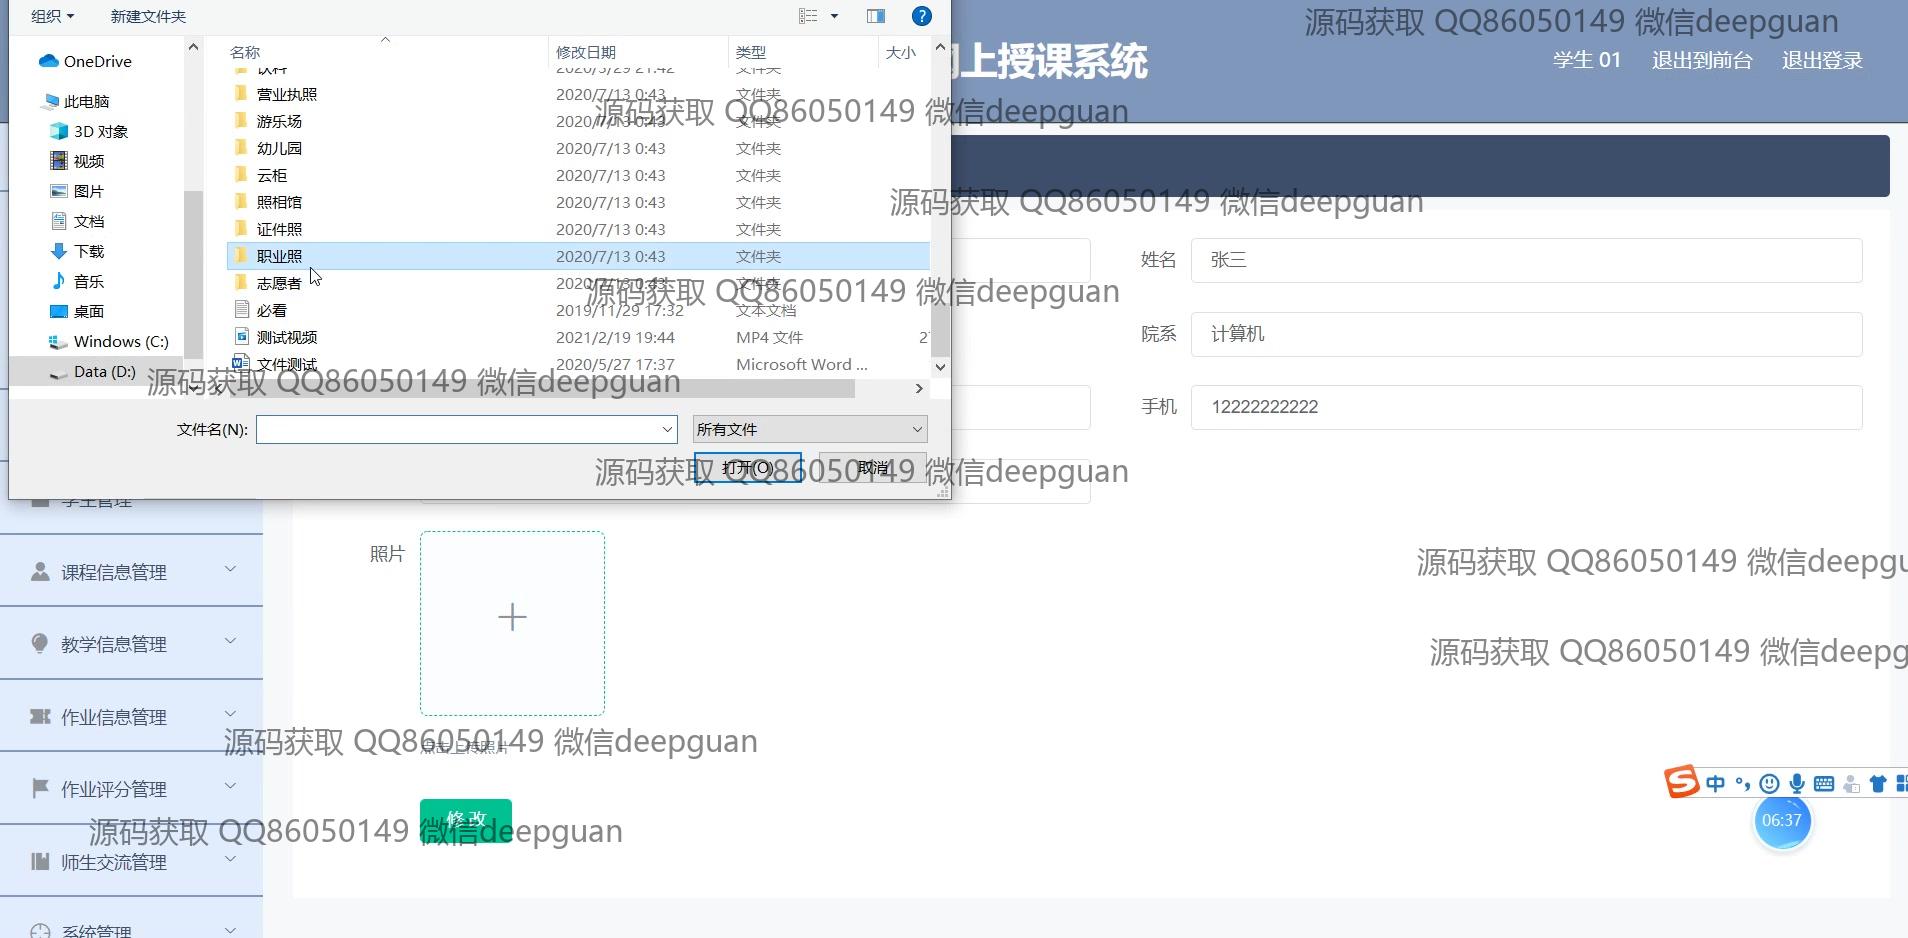 组织 新建文件夹
源码获取 QQ86050149 微信deepguan
上授课系统
学生 01 退出到前台 退出登录
名称 修改日期 类型 大小
OneDrive
此电脑
3D 对象
视频
图片
文档
下载
音乐
桌面
Windows (C:)
Data (D:)
饮料 2020/5/29 21:42 文件夹
营业执照 2020/7/13 0:43 文件夹
源码获取 QQ86050149 微信deepguan
游乐场 2020/7/13 0:43 文件夹
幼儿园 2020/7/13 0:43 文件夹
云柜 2020/7/13 0:43 文件夹
照相馆 2020/7/13 0:43 文件夹
源码获取 QQ86050149 微信deepguan
证件照 2020/7/13 0:43 文件夹
职业照 2020/7/13 0:43 文件夹
志愿者 2020/7/13 0:43 文件夹
源码获取 QQ86050149 微信deepguan
必看 2019/11/29 17:32 文本文档
测试视频 2021/2/19 19:44 MP4 文件 2
文件测试 2020/5/27 17:37 Microsoft Word ...
源码获取 QQ86050149 微信deepguan
文件名(N): 所有文件
打开(O) 取消
源码获取 QQ86050149 微信deepguan
姓名 张三
院系 计算机
手机 12222222222
学生管理
课程信息管理
教学信息管理
作业信息管理
作业评分管理
师生交流管理
系统管理
照片
源码获取 QQ86050149 微信deepgu
源码获取 QQ86050149 微信deepg
点击上传照片
源码获取 QQ86050149 微信deepguan
修改
源码获取 QQ86050149 微信deepguan
中
06:37